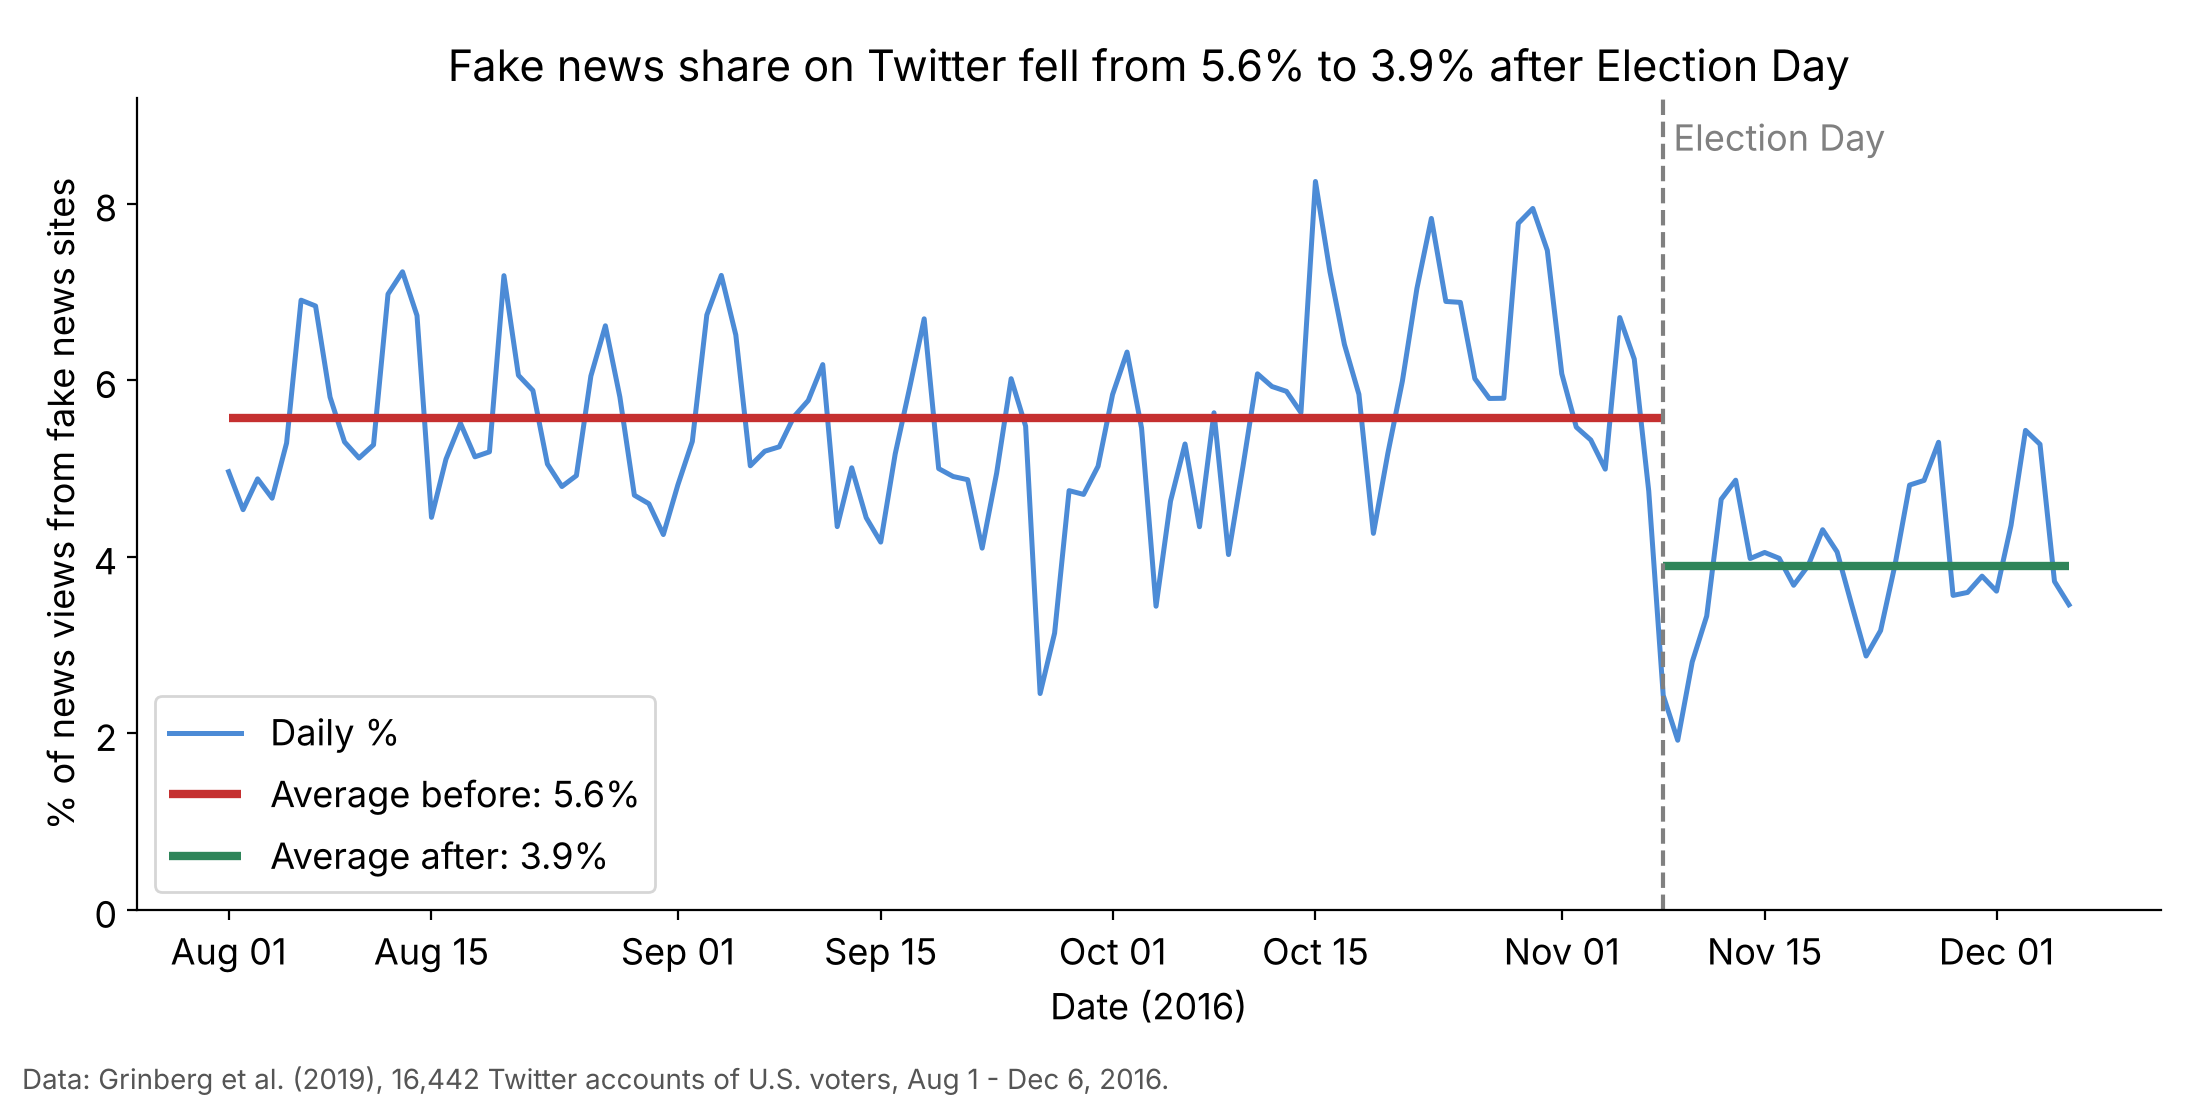 Fake news share on Twitter fell from 5.6% to 3.9% after Election Day
Election Day
% of news views from fake news sites
8
6
4
2
0
Daily %
Average before: 5.6%
Average after: 3.9%
Aug 01
Aug 15
Sep 01
Sep 15
Oct 01
Oct 15
Nov 01
Nov 15
Dec 01
Date (2016)
Data: Grinberg et al. (2019), 16,442 Twitter accounts of U.S. voters, Aug 1 - Dec 6, 2016.